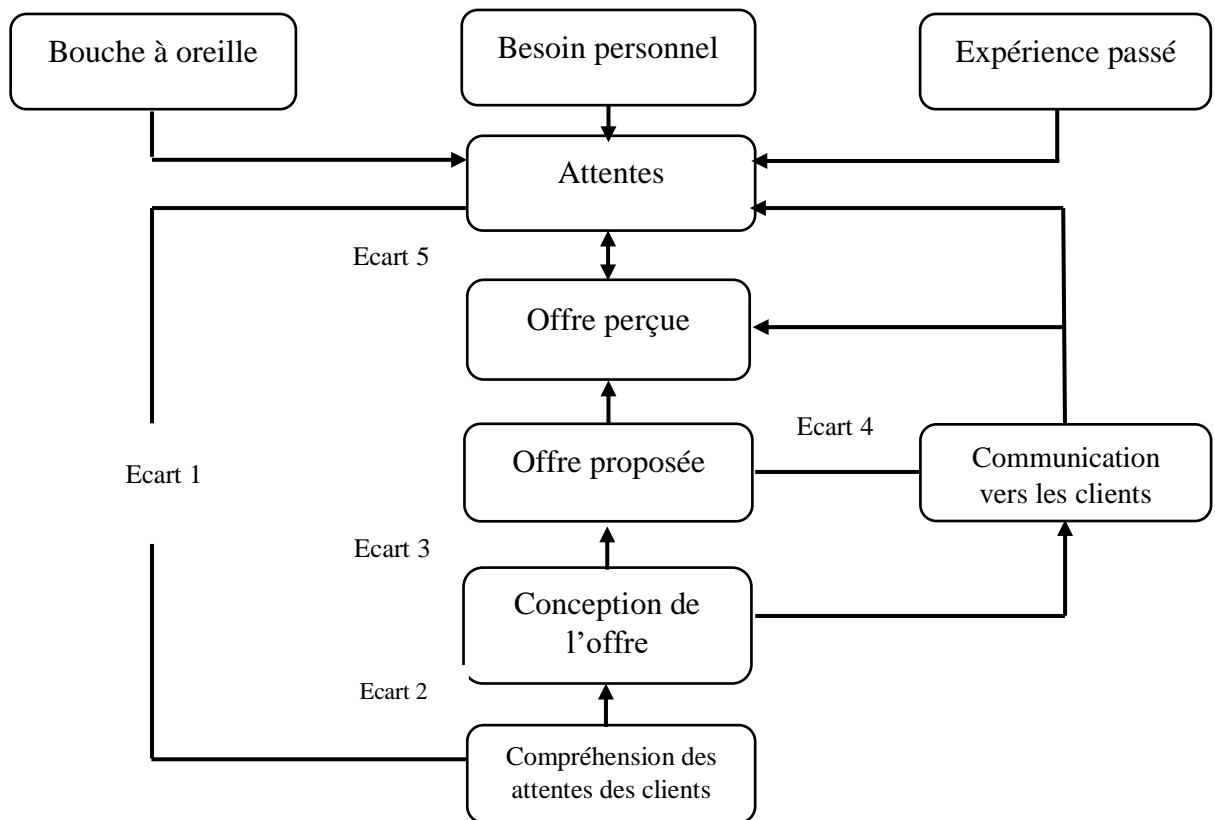 Bouche à oreille
Besoin personnel
Expérience passé
Attentes
Ecart 5
Offre perçue
Ecart 4
Offre proposée
Communication
vers les clients
Ecart 1
Ecart 3
Conception de
l’offre
Ecart 2
Compréhension des
attentes des clients